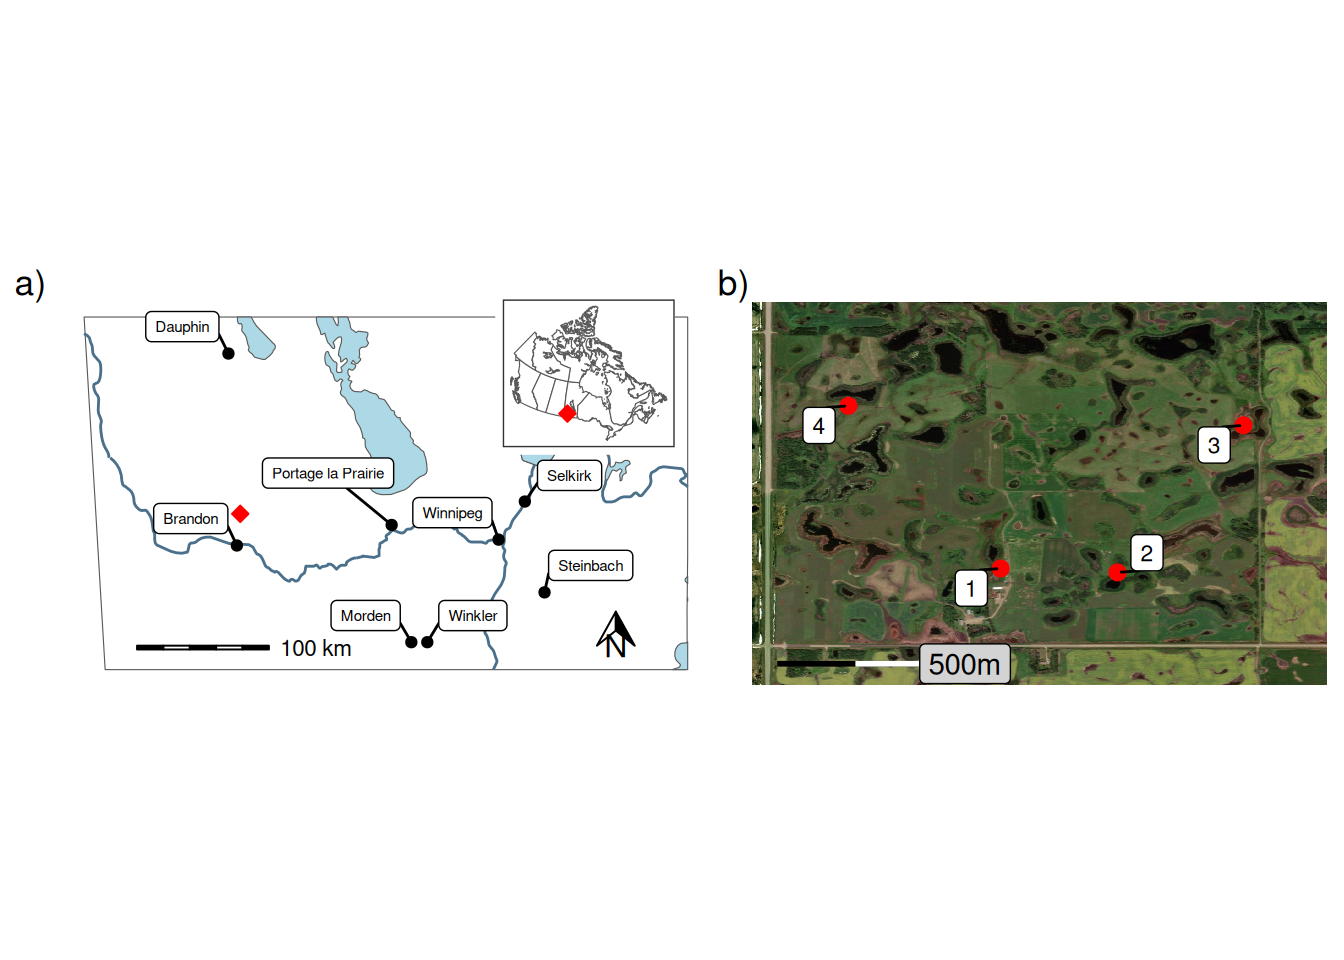 a)
Dauphin
Portage la Prairie
Selkirk
Brandon
Winnipeg
Steinbach
Morden
Winkler
100 km
N
b)
4
3
2
1
500m